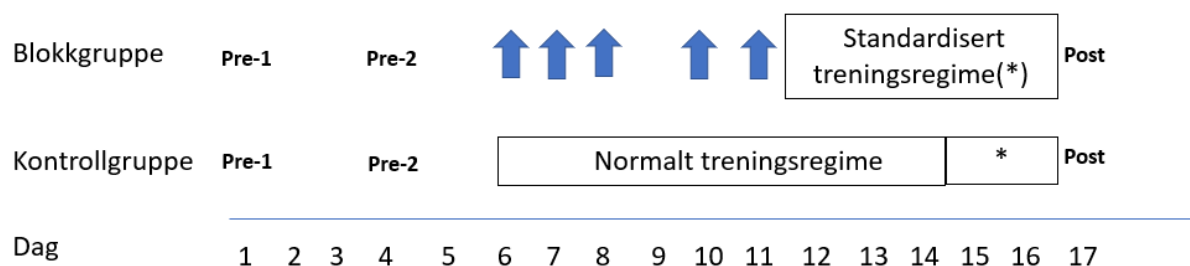 Blokkgruppe Pre-1 Pre-2 Standardisert treningsregime(*) Post
Kontrollgruppe Pre-1 Pre-2 Normalt treningsregime * Post
Dag 1 2 3 4 5 6 7 8 9 10 11 12 13 14 15 16 17